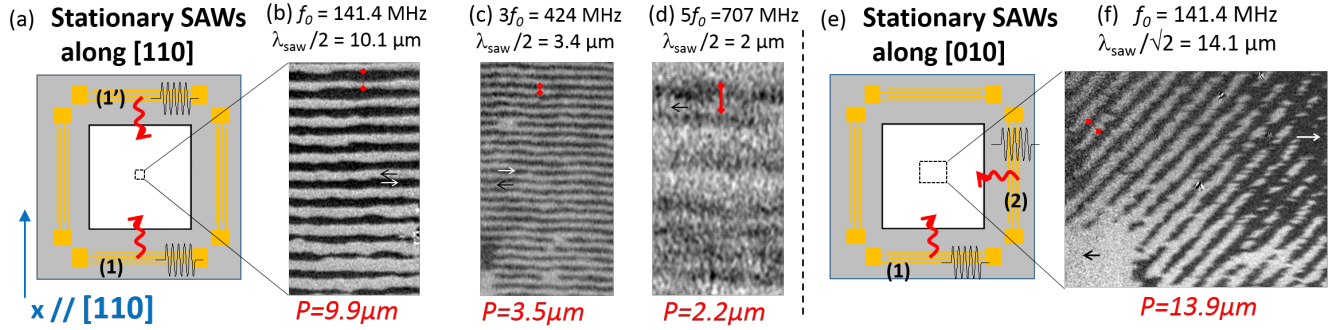 (a) Stationary SAWs
along [110]
(1')
(1)
x // [110]
(b) f0 = 141.4 MHz
λsaw/2 = 10.1 µm
P=9.9µm
(c) 3f0 = 424 MHz
λsaw/2 = 3.4 µm
P=3.5µm
(d) 5f0 =707 MHz
λsaw/2 = 2 µm
P=2.2µm
(e) Stationary SAWs
along [010]
(2)
(1)
(f) f0 = 141.4 MHz
λsaw/√2 = 14.1 µm
P=13.9µm